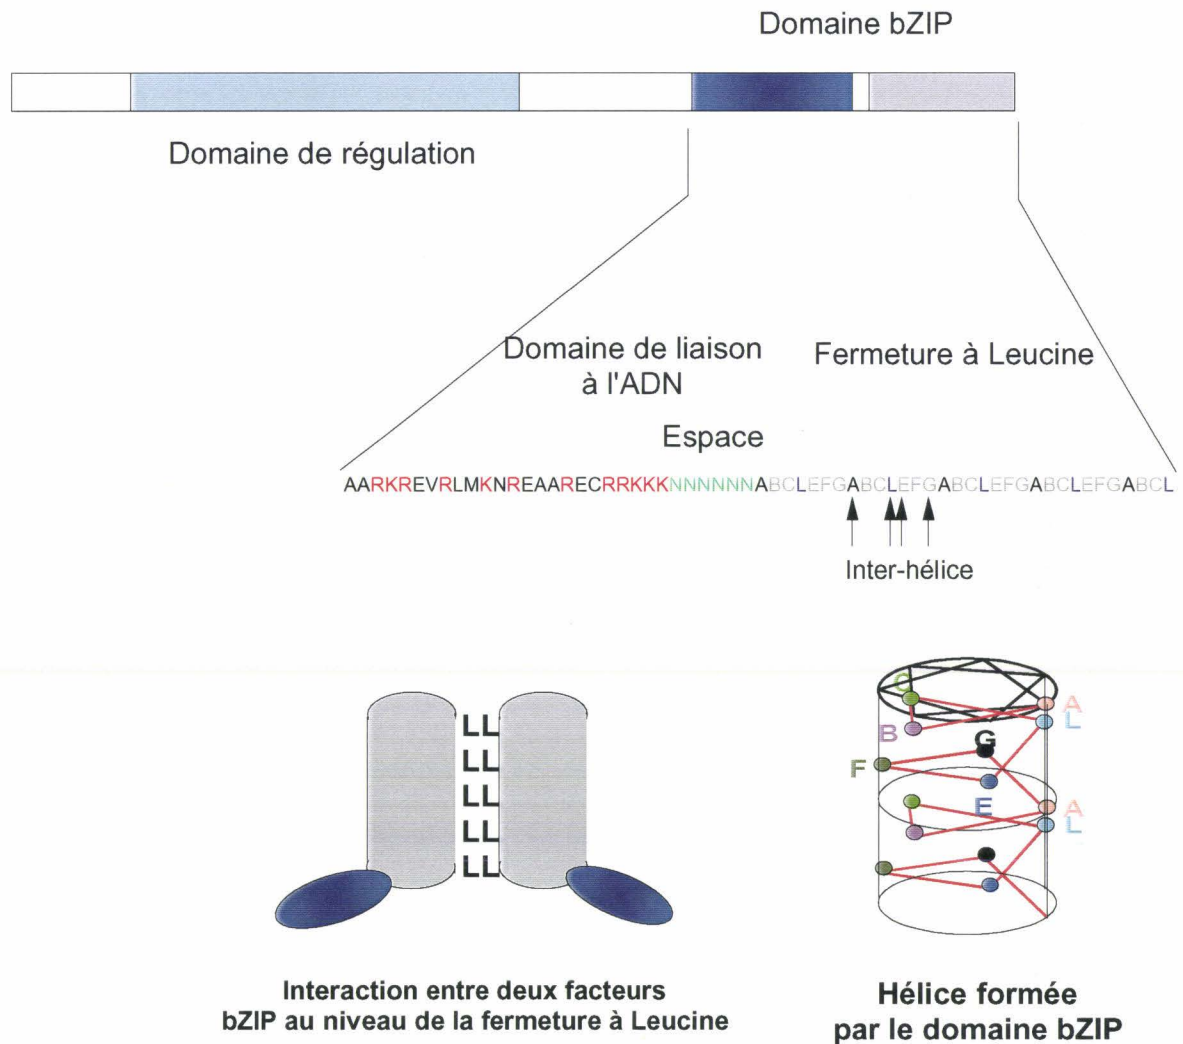 Domaine bZIP
Domaine de régulation
Domaine de liaison
à l'ADN
Fermeture à Leucine
Espace
AARKREVRLMKNREAARECRRKKKNNNNNNABCLEFGABCLEFGABCLEFGABCLEFGABCL
Inter-hélice
LL
LL
LL
LL
LL
C
A
L
B
G
F
E
A
L
Interaction entre deux facteurs
bZIP au niveau de la fermeture à Leucine
Hélice formée
par le domaine bZIP